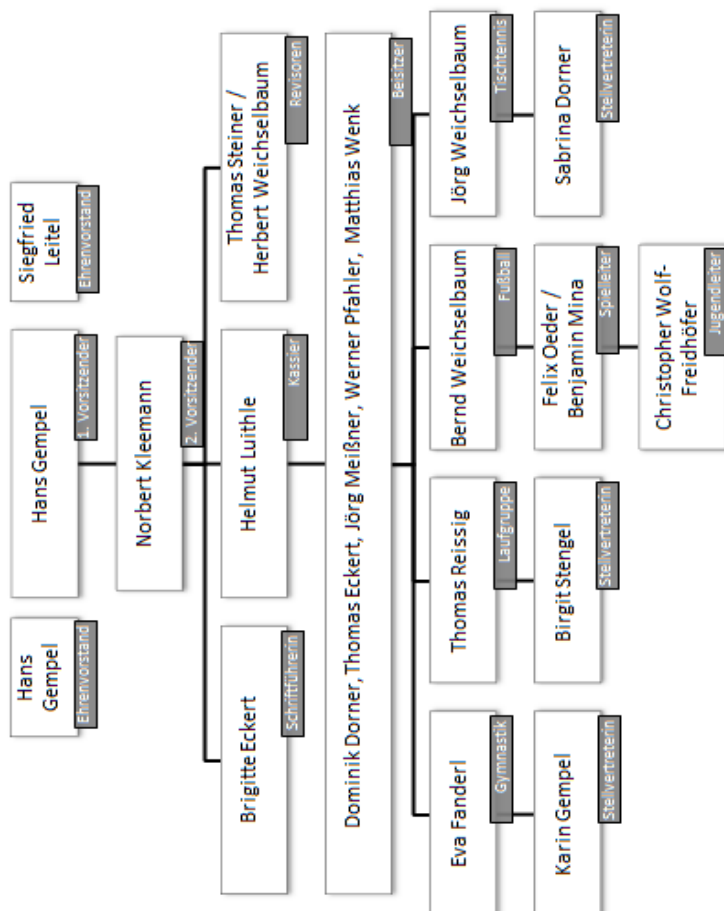 Hans
Gempel
Ehrenvorstand
Hans Gempel
1. Vorsitzender
Siegfried
Leitel
Ehrenvorstand
Norbert Kleemann
2. Vorsitzender
Brigitte Eckert
Schriftführerin
Helmut Luithle
Kassier
Thomas Steiner /
Herbert Weichselbaum
Revisoren
Dominik Dorner, Thomas Eckert, Jörg Meißner, Werner Pfahler, Matthias Wenk
Beisitzer
Eva Fanderl
Gymnastik
Thomas Reissig
Laufgruppe
Bernd Weichselbaum
Fußball
Jörg Weichselbaum
Tischtennis
Karin Gempel
Stellvertreterin
Birgit Stengel
Stellvertreterin
Felix Oeder /
Benjamin Mina
Spielleiter
Sabrina Dorner
Stellvertreterin
Christopher Wolf-
Freidhöfer
Jugendleiter